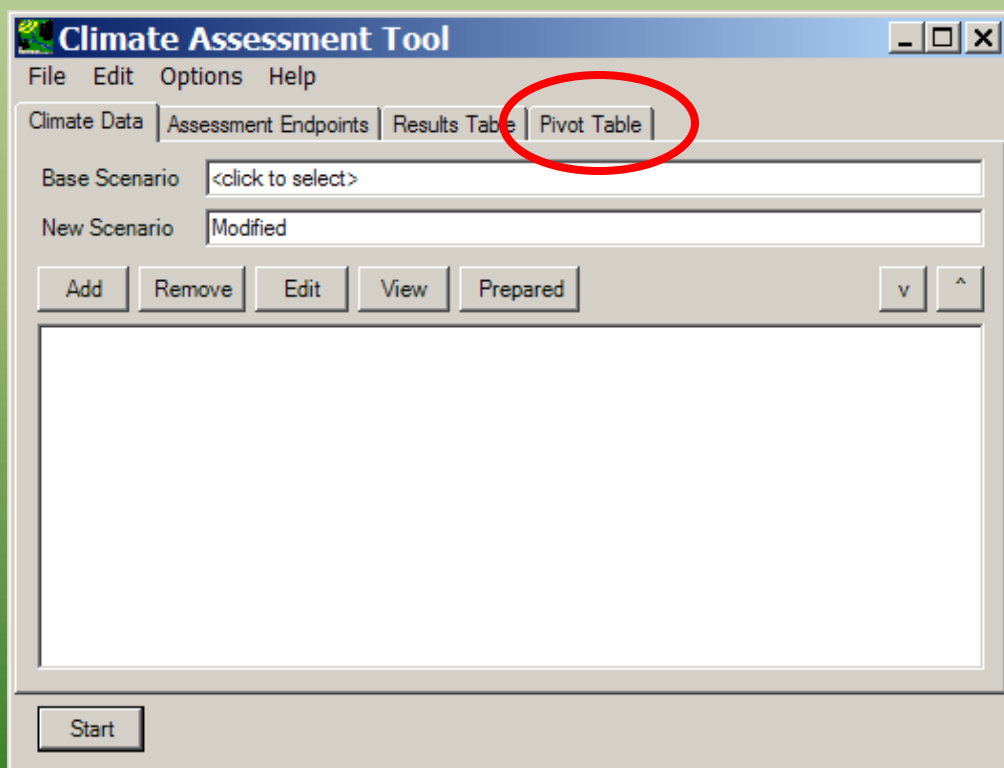 Climate Assessment Tool
File Edit Options Help
Climate Data Assessment Endpoints Results Table Pivot Table
Base Scenario <click to select>
New Scenario Modified
Add Remove Edit View Prepared v ^
Start